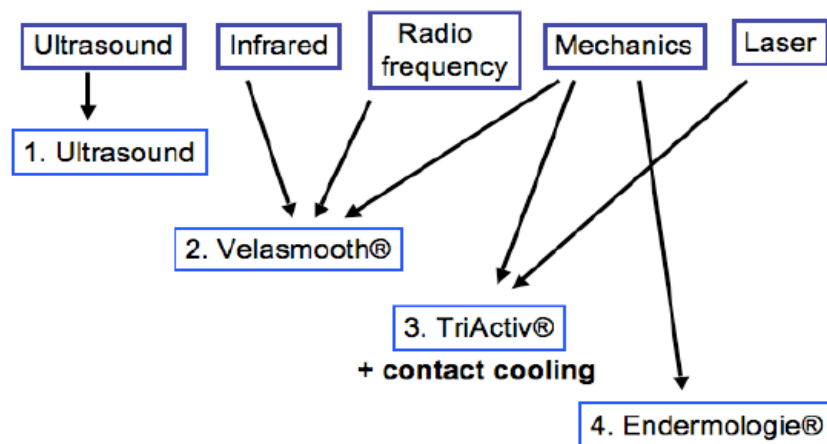 Ultrasound
Infrared
Radio
frequency
Mechanics
Laser
1. Ultrasound
2. Velasmooth®
3. TriActiv®
+ contact cooling
4. Endermologie®